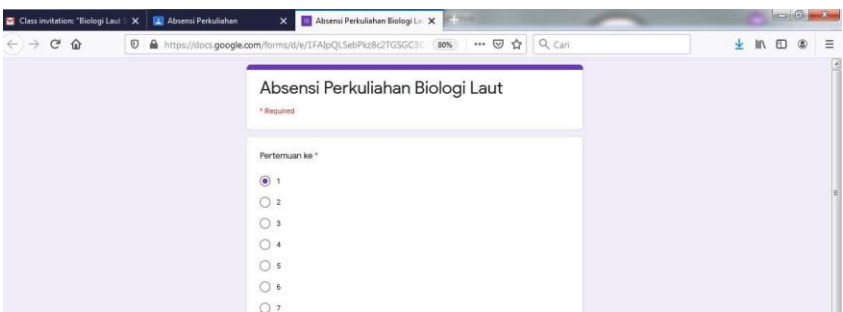 Class invitation: "Biologi Laut
Absensi Perkuliahan
Absensi Perkuliahan Biologi La
https://docs.google.com/forms/d/e/1FAIpQLSebPkz8c2TGSGC3
80%
Cari
Absensi Perkuliahan Biologi Laut
* Required
Pertemuan ke *
1
2
3
4
5
6
7